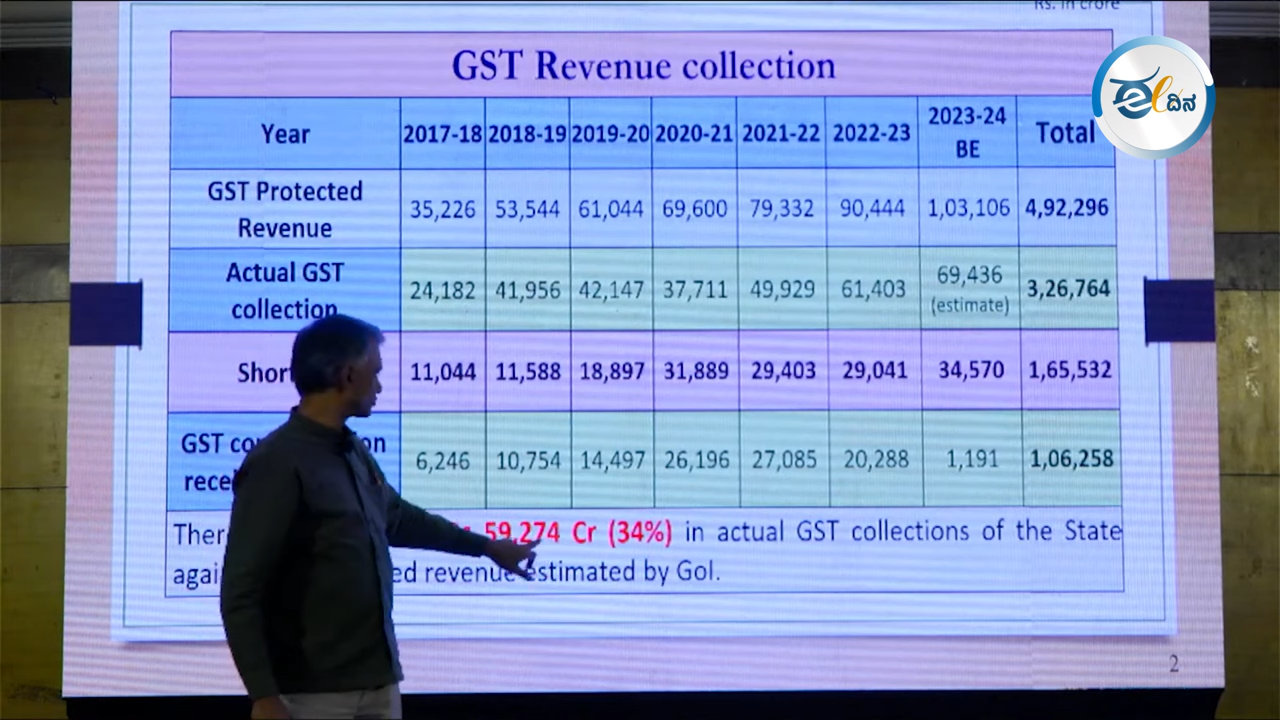 Rs. in crore
GST Revenue collection
Year 2017-18 2018-19 2019-20 2020-21 2021-22 2022-23 2023-24 BE Total
GST Protected Revenue 35,226 53,544 61,044 69,600 79,332 90,444 1,03,106 4,92,296
Actual GST collection 24,182 41,956 42,147 37,711 49,929 61,403 69,436 (estimate) 3,26,764
Short 11,044 11,588 18,897 31,889 29,403 29,041 34,570 1,65,532
GST 6,246 10,754 14,497 26,196 27,085 20,288 1,191 1,06,258
59,274 Cr (34%) in actual GST collections of the State
revenue estimated by GoI.
2
ದಿನ